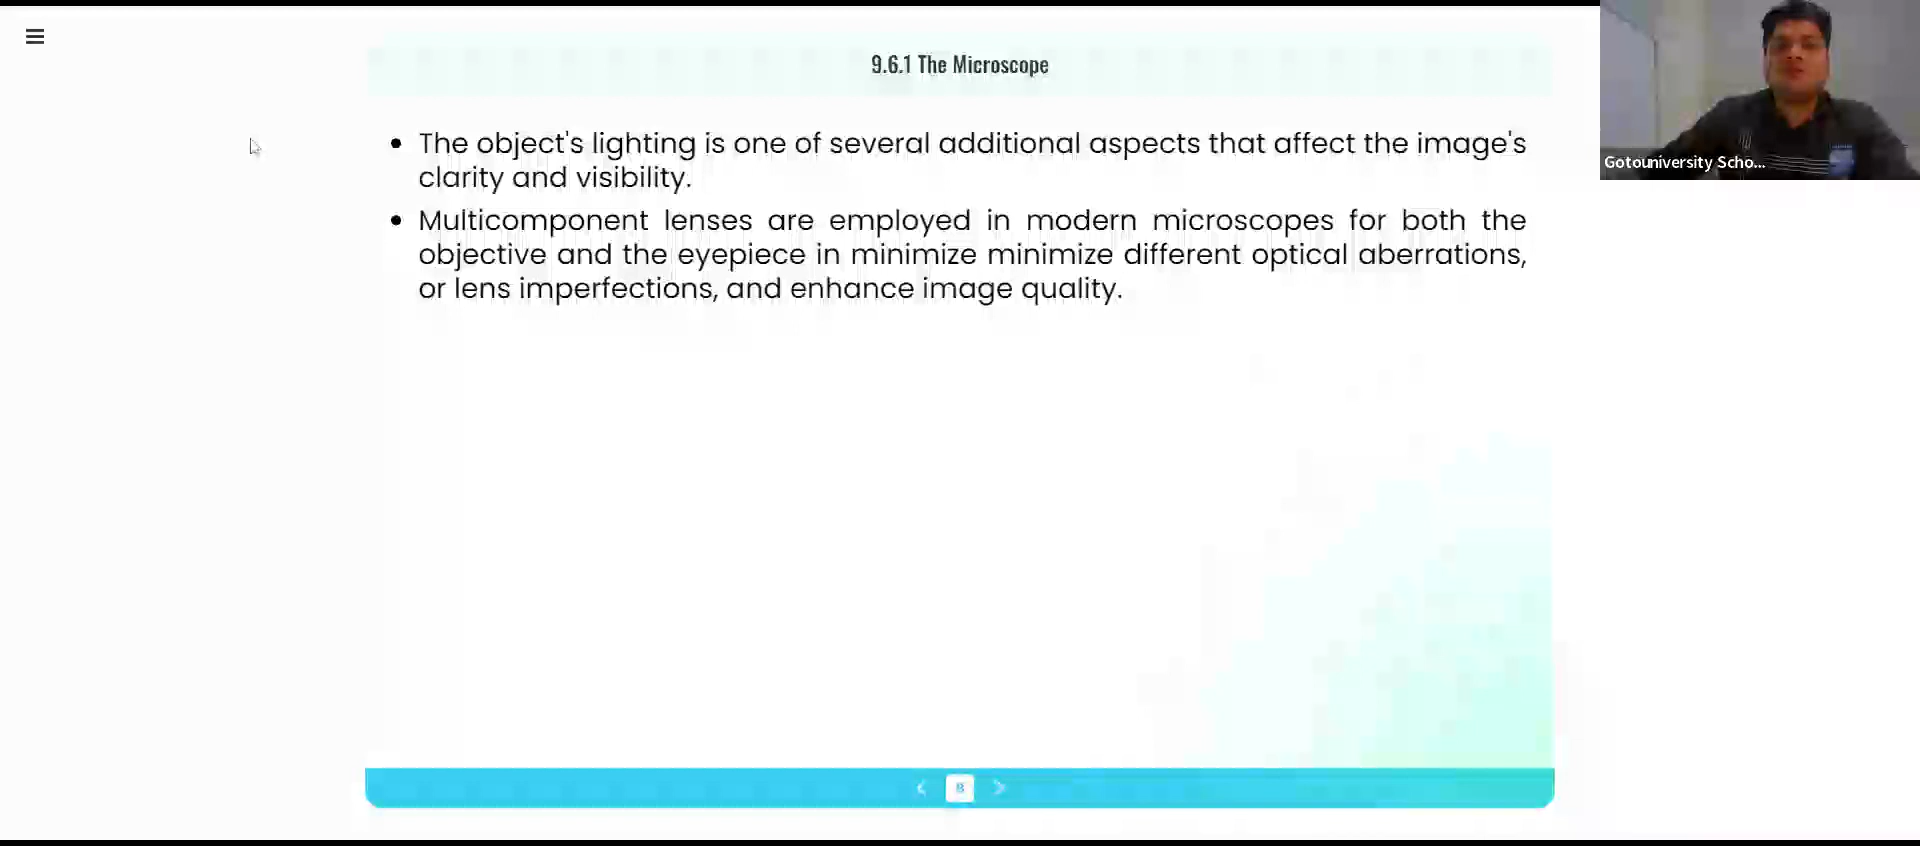 9.6.1 The Microscope
Gotouniversity Scho...
The object's lighting is one of several additional aspects that affect the image's
clarity and visibility.
Multicomponent lenses are employed in modern microscopes for both the
objective and the eyepiece in minimize minimize different optical aberrations,
or lens imperfections, and enhance image quality.
8